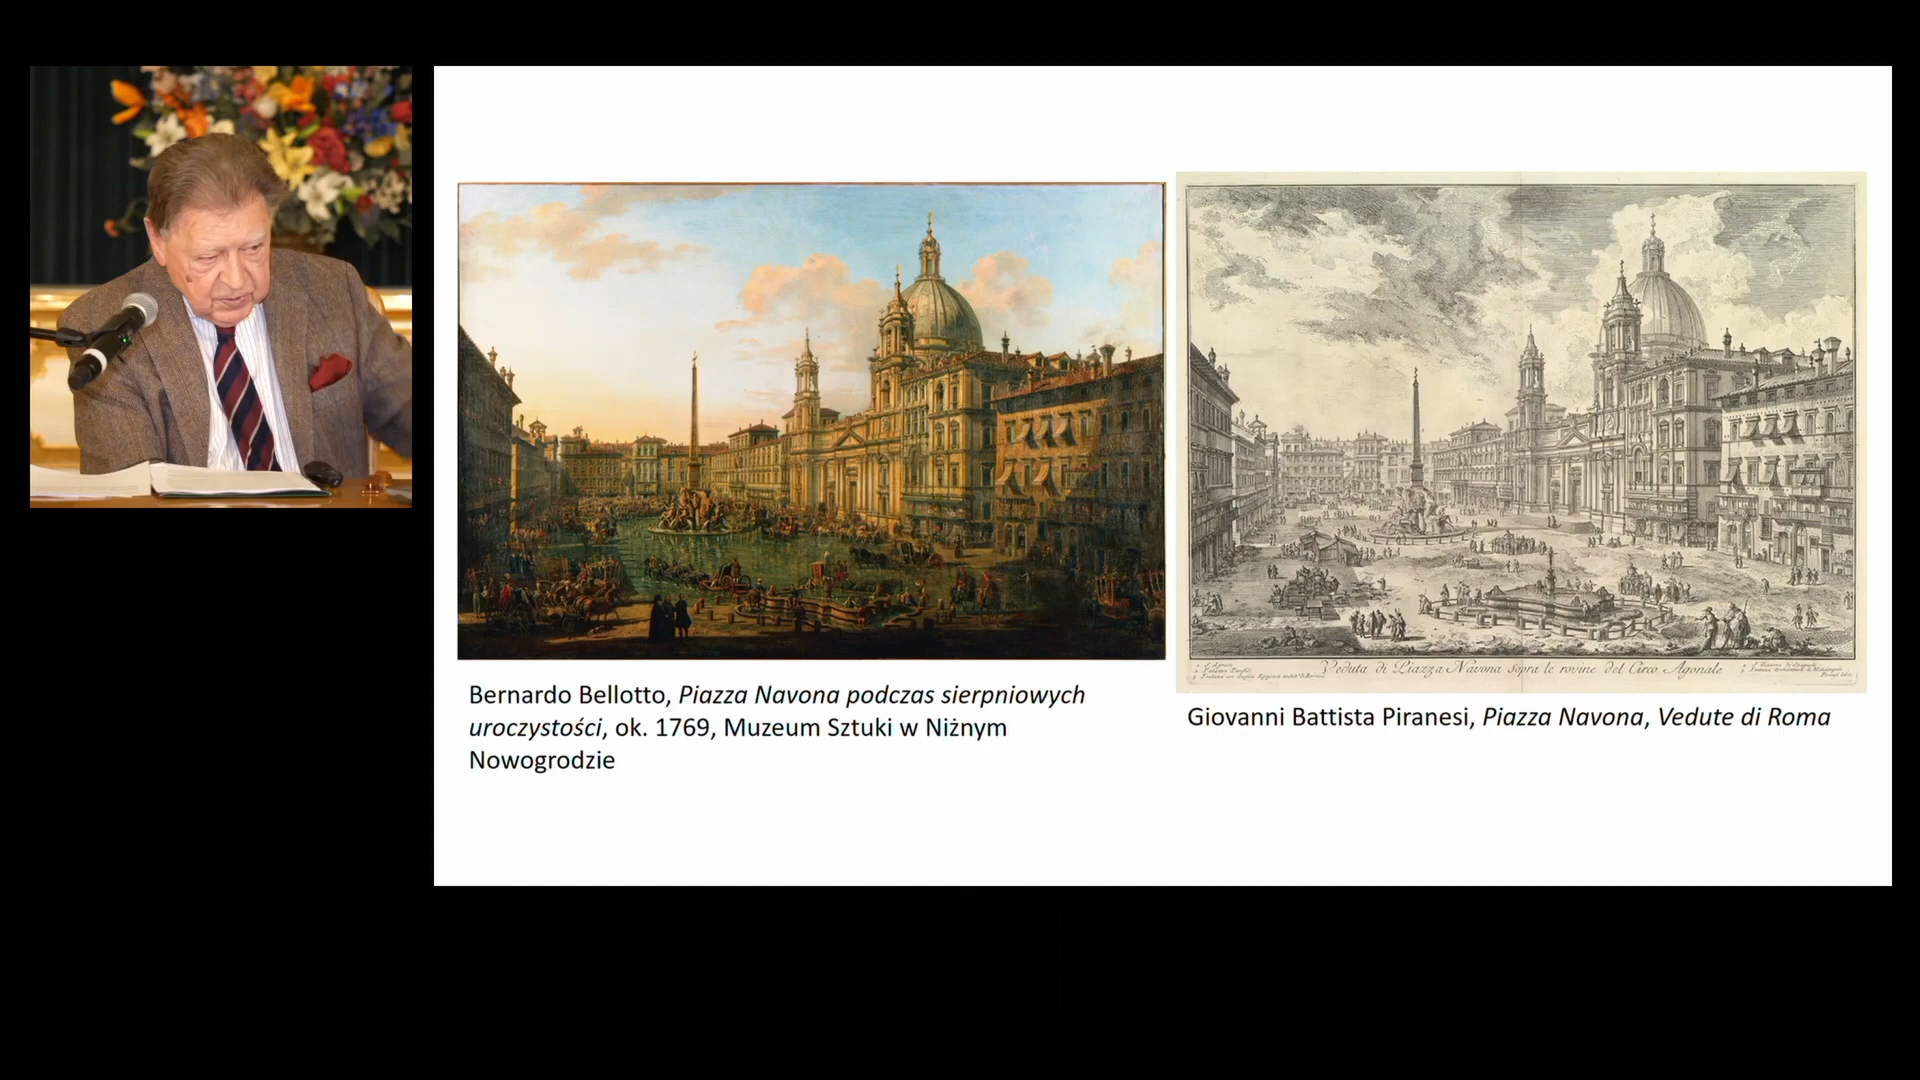 Veduta di Piazza Navona sopra le rovine del Circo Agonale
Bernardo Bellotto, Piazza Navona podczas sierpniowych
uroczystości, ok. 1769, Muzeum Sztuki w Niżnym
Nowogrodzie
Giovanni Battista Piranesi, Piazza Navona, Vedute di Roma